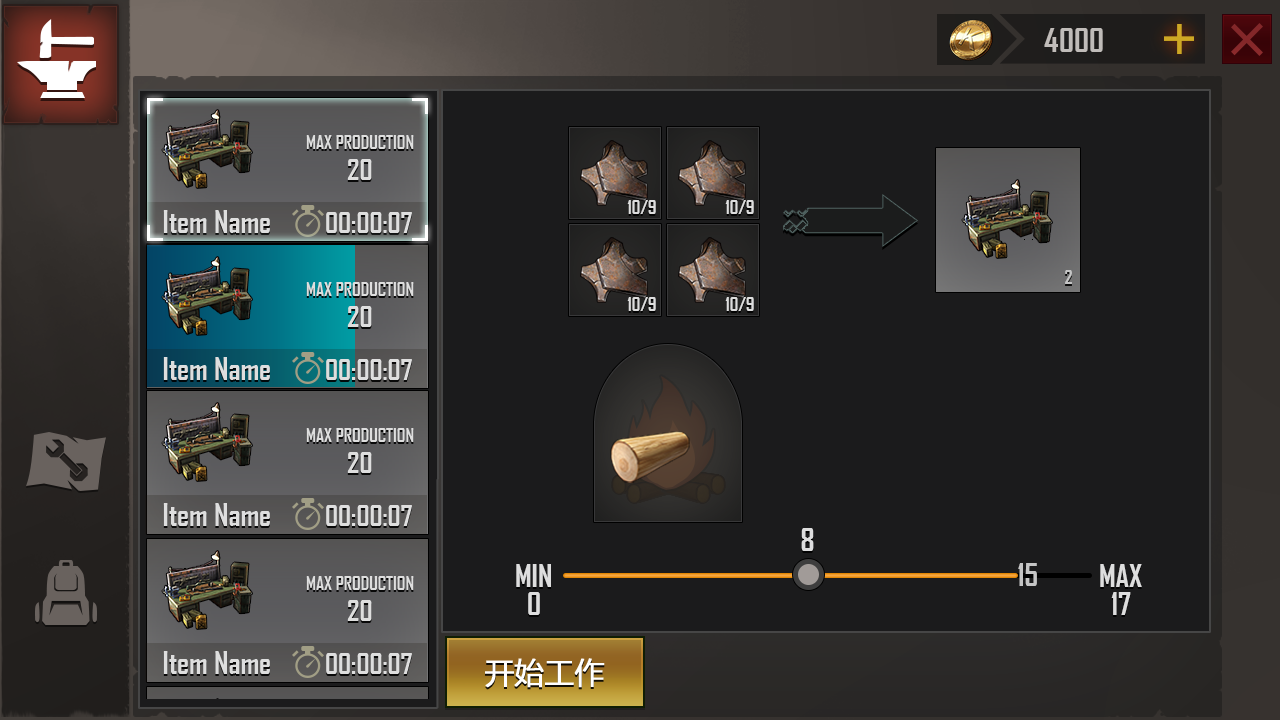 4000
MAX PRODUCTION
20
Item Name 00:00:07
MAX PRODUCTION
20
Item Name 00:00:07
MAX PRODUCTION
20
Item Name 00:00:07
MAX PRODUCTION
20
Item Name 00:00:07
10/9 10/9
10/9 10/9
2
8
MIN 15 MAX
0 17
开始工作